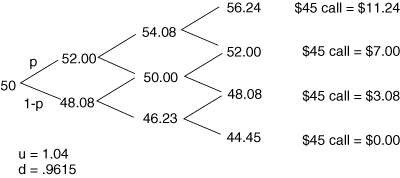 56.24 $45 call = $11.24
54.08
p 52.00 52.00 $45 call = $7.00
50 50.00
1-p 48.08 48.08 $45 call = $3.08
46.23
44.45 $45 call = $0.00
u = 1.04
d = .9615